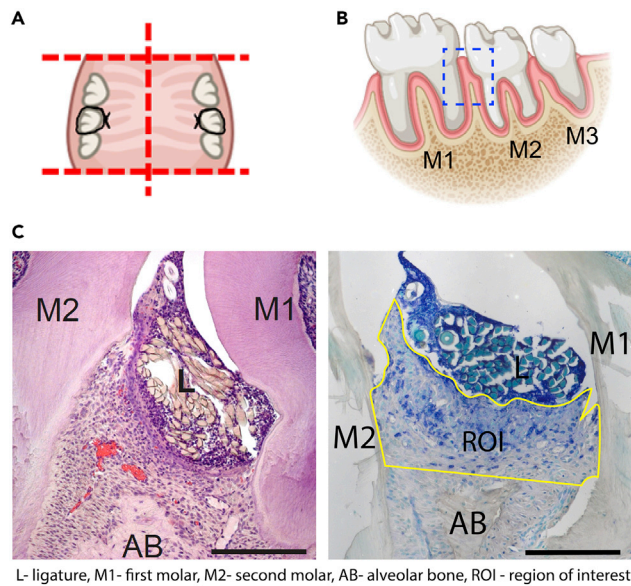 A
B
M1
M2
M3
C
M2
M1
L
AB
L
M1
M2
ROI
AB
L- ligature, M1- first molar, M2- second molar, AB- alveolar bone, ROI - region of interest